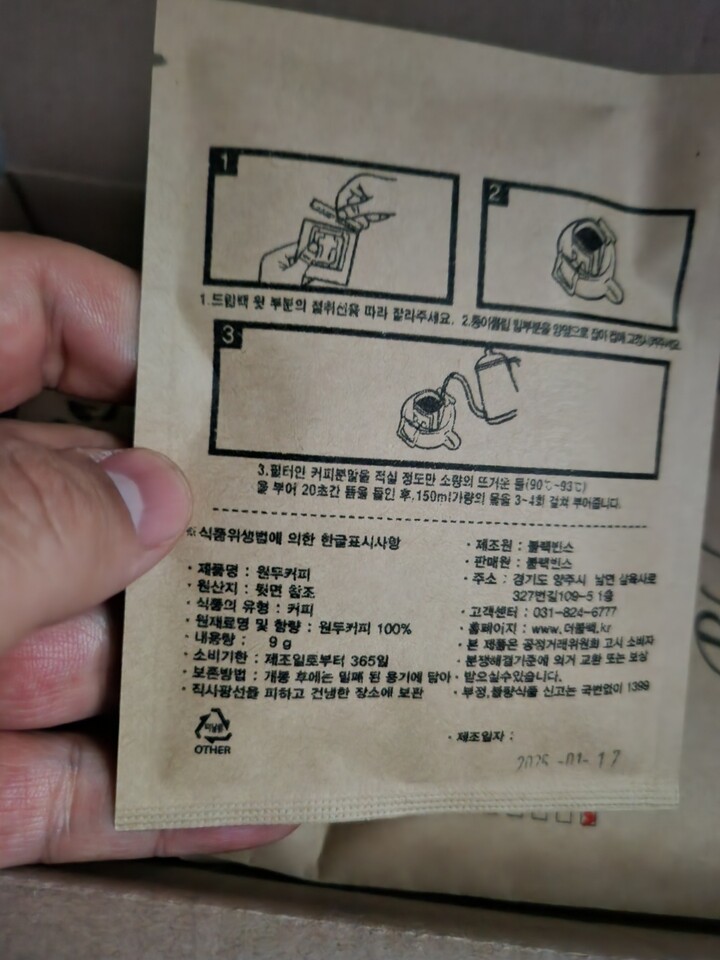 1
2
1.드립백 윗 부분의 절취선을 따라 잘라주세요.
3
3.필터안 커피분말을 적실 정도만 소량의 뜨거운 물(90℃~93℃)
을 부어 20초간 뜸을 들인 후,150ml가량의 물을 3~4회 걸쳐 부어줍니다.
※식품위생법에 의한 한글표시사항
· 제품명 : 원두커피
· 원산지 : 뒷면 참조
· 식품의 유형 : 커피
· 원재료명 및 함량 : 원두커피 100%
· 내용량 : 9 g
· 소비기한 : 제조일로부터 365일
· 보존방법 : 개봉 후에는 밀폐 된 용기에 담아
· 직사광선을 피하고 건냉한 장소에 보관
OTHER
· 제조원 : 블랙빈스
· 판매원 : 블랙빈스
· 주소 : 경기도 양주시 남면 삼육사로
327번길109-5 1층
· 고객센터 : 031-824-6777
· 홈페이지 : www.더블랙.kr
· 본 제품은 공정거래위원회 고시 소비자
· 분쟁해결기준에 의거 교환 또는 보상
· 받으실수있습니다.
· 부정,불량식품 신고는 국번없이 1399
· 제조일자 :